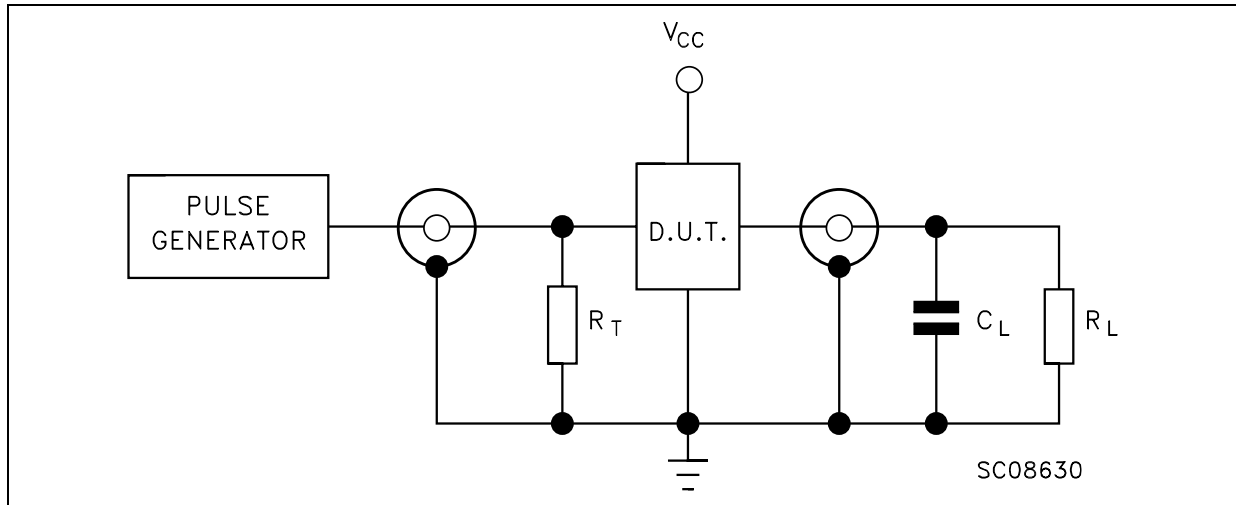 VCC
PULSE
GENERATOR
D.U.T.
RT
CL
RL
SC08630